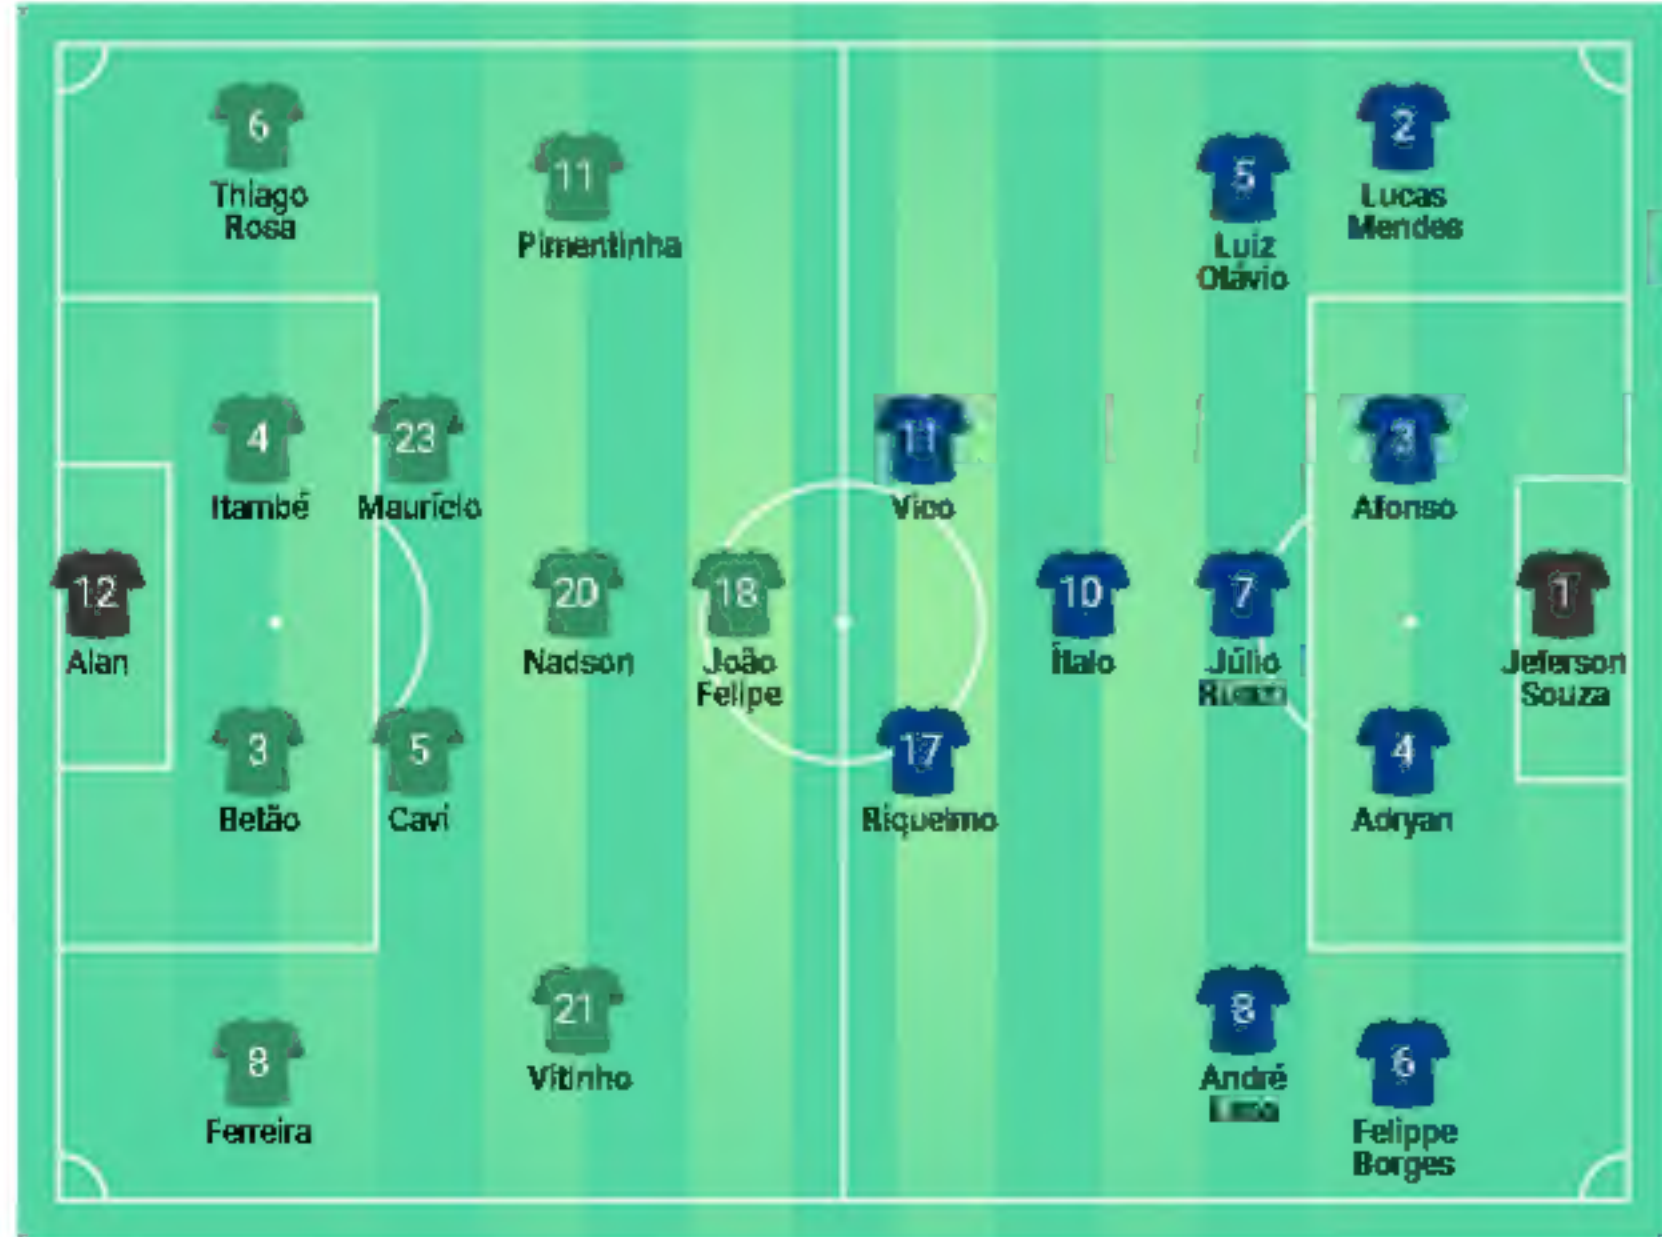 6
Thiago
Rosa
11
Pimentinha
5
Luiz
Otávio
2
Lucas
Mendes
4
Itambé
23
Maurício
11
Vico
3
Afonso
12
Alan
20
Nadson
18
João
Felipe
10
Ítalo
7
Júlio
1
Jeferson
Souza
3
Betão
5
Cavi
17
Riquelmo
4
Adryan
21
Vitinho
8
André
8
Ferreira
6
Felippe
Borges